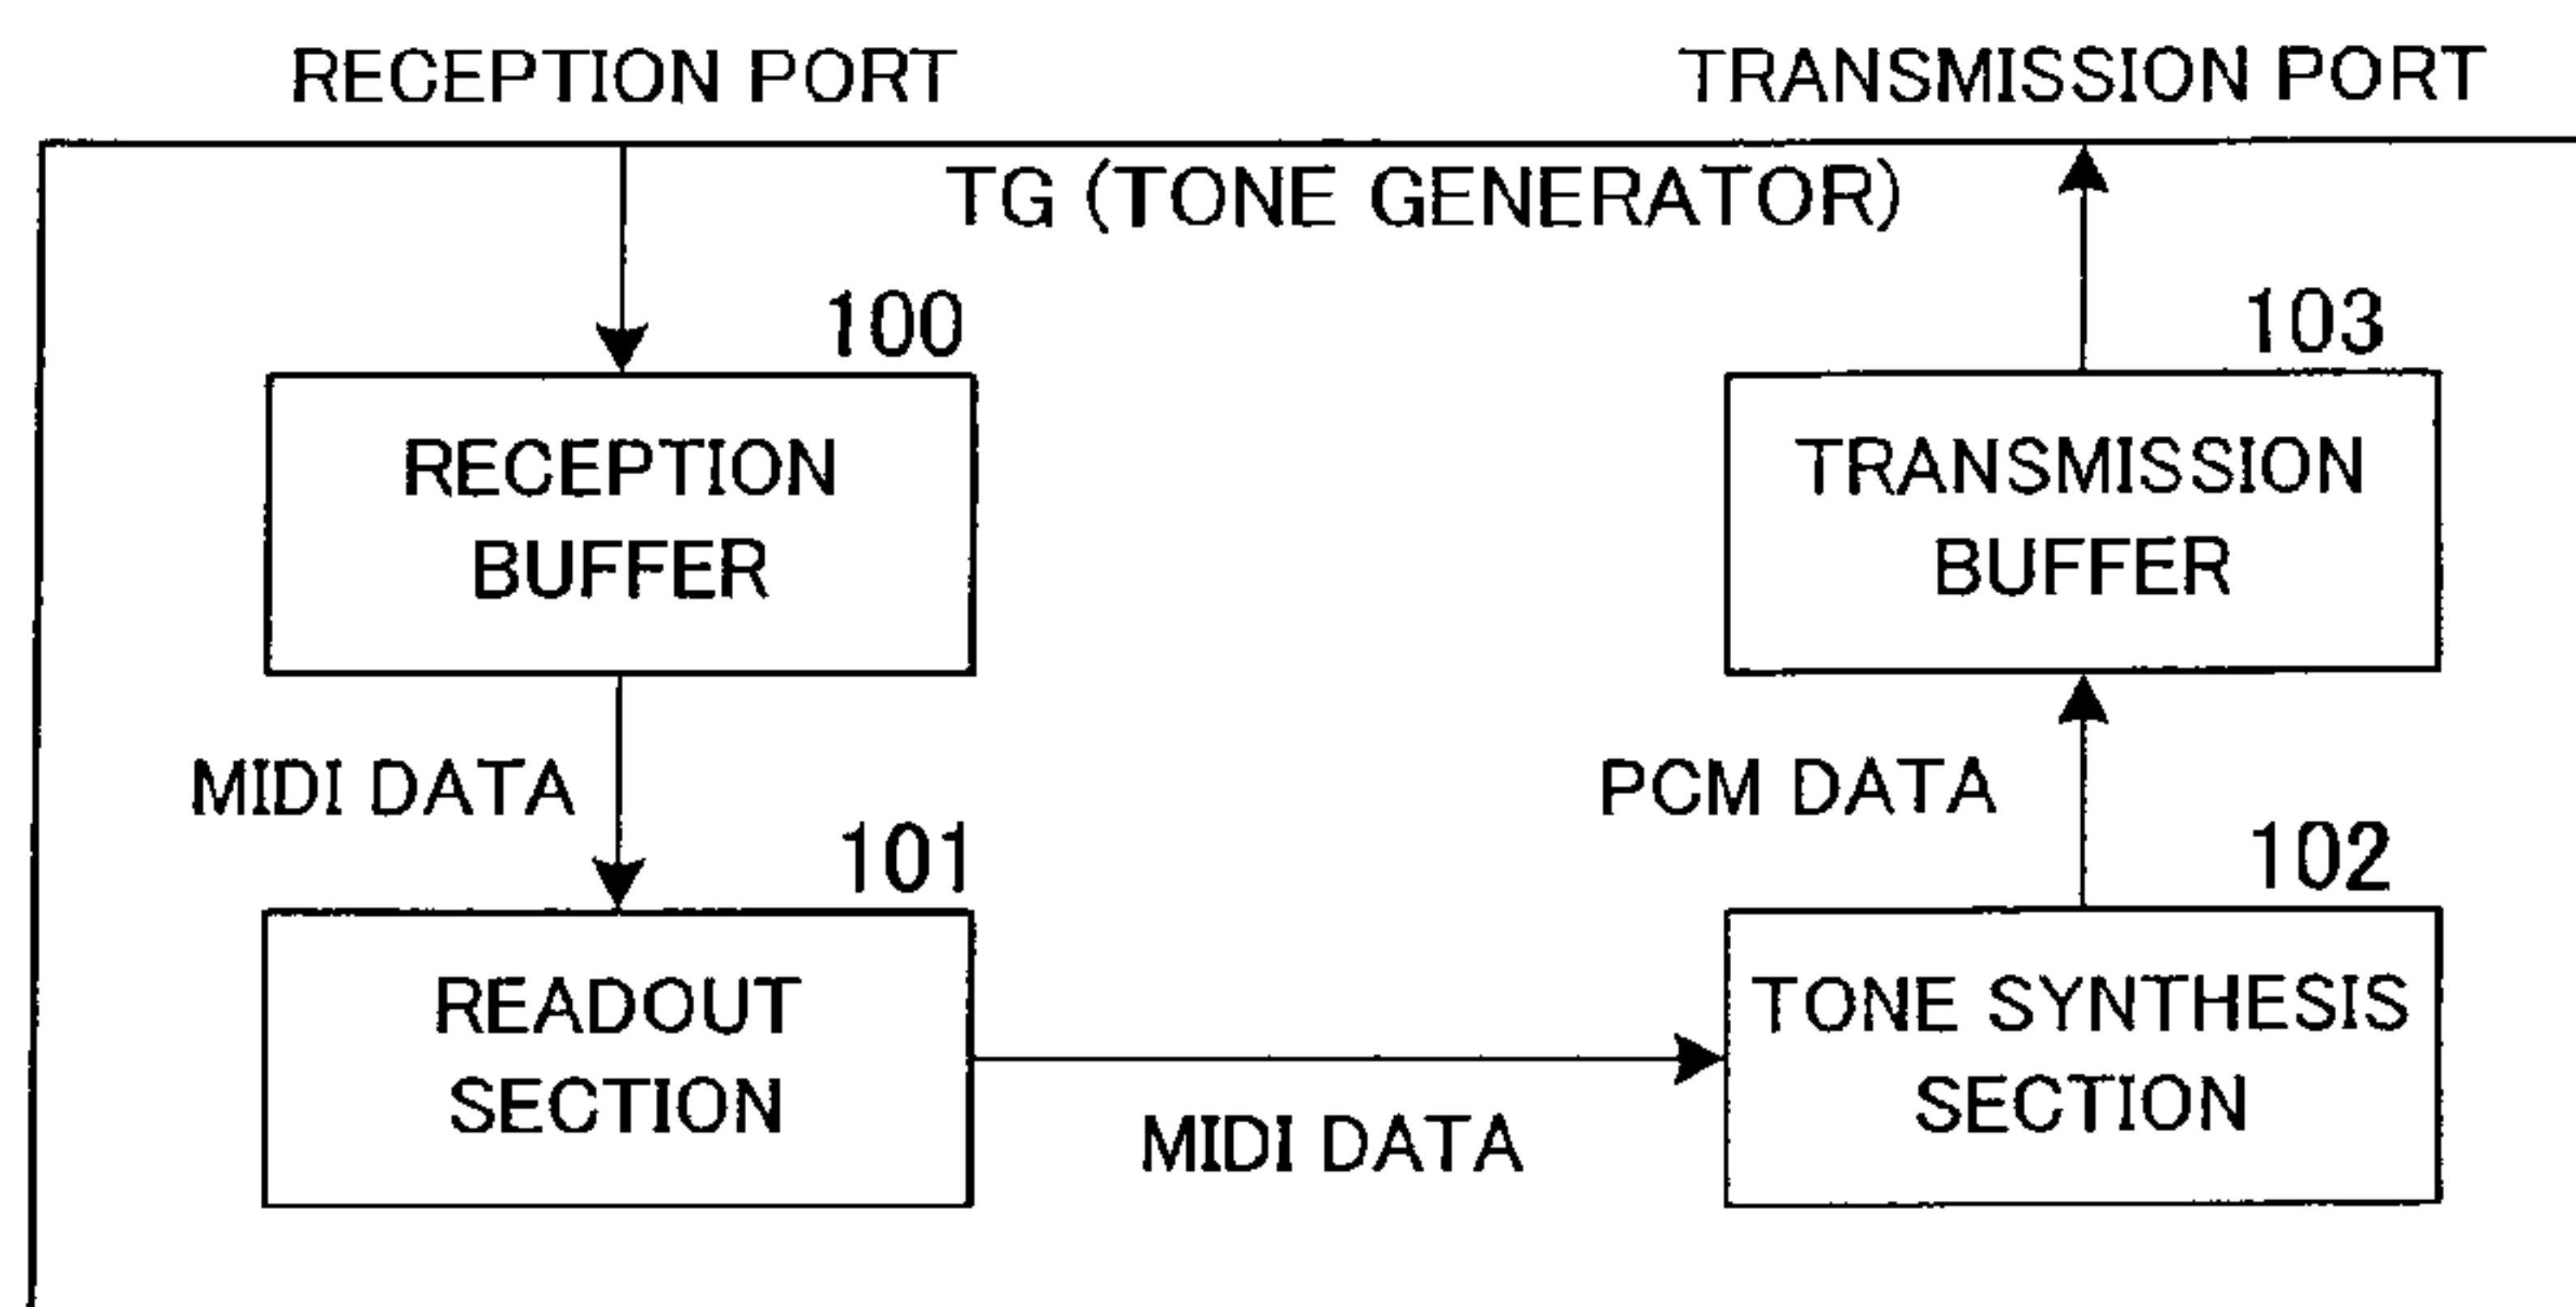 RECEPTION PORT
TRANSMISSION PORT
TG (TONE GENERATOR)
100
103
RECEPTION
BUFFER
TRANSMISSION
BUFFER
MIDI DATA
PCM DATA
101
102
READOUT
SECTION
TONE SYNTHESIS
SECTION
MIDI DATA